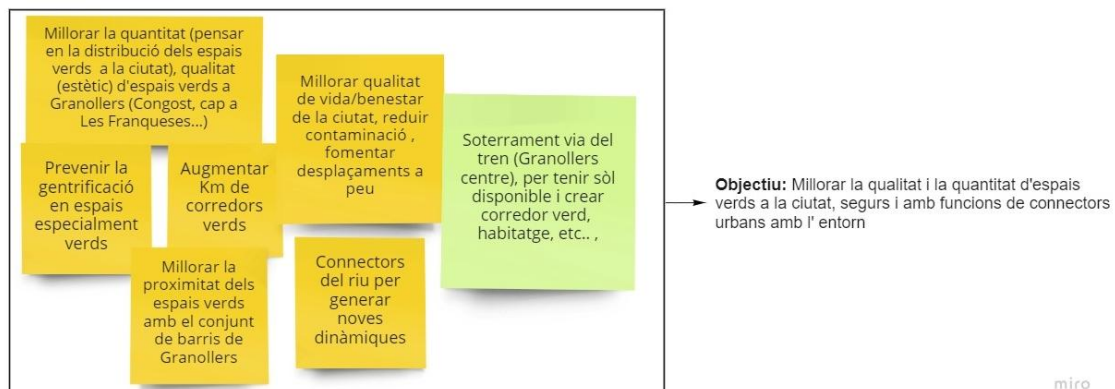 Millorar la quantitat (pensar
en la distribució dels espais
verds a la ciutat), qualitat
(estètic) d'espais verds a
Granollers (Congost, cap a
Les Franqueses...)
Millorar qualitat
de vida/benestar
de la ciutat, reduir
contaminació ,
fomentar
desplaçaments a
peu
Soterrament via del
tren (Granollers
centre), per tenir sòl
disponible i crear
corredor verd,
habitatge, etc.. ,
Prevenir la
gentrificació
en espais
especialment
verds
Augmentar
Km de
corredors
verds
Millorar la
proximitat dels
espais verds
amb el conjunt
de barris de
Granollers
Connectors
del riu per
generar
noves
dinàmiques
Objectiu: Millorar la qualitat i la quantitat d'espais
verds a la ciutat, segurs i amb funcions de connectors
urbans amb l' entorn
miro